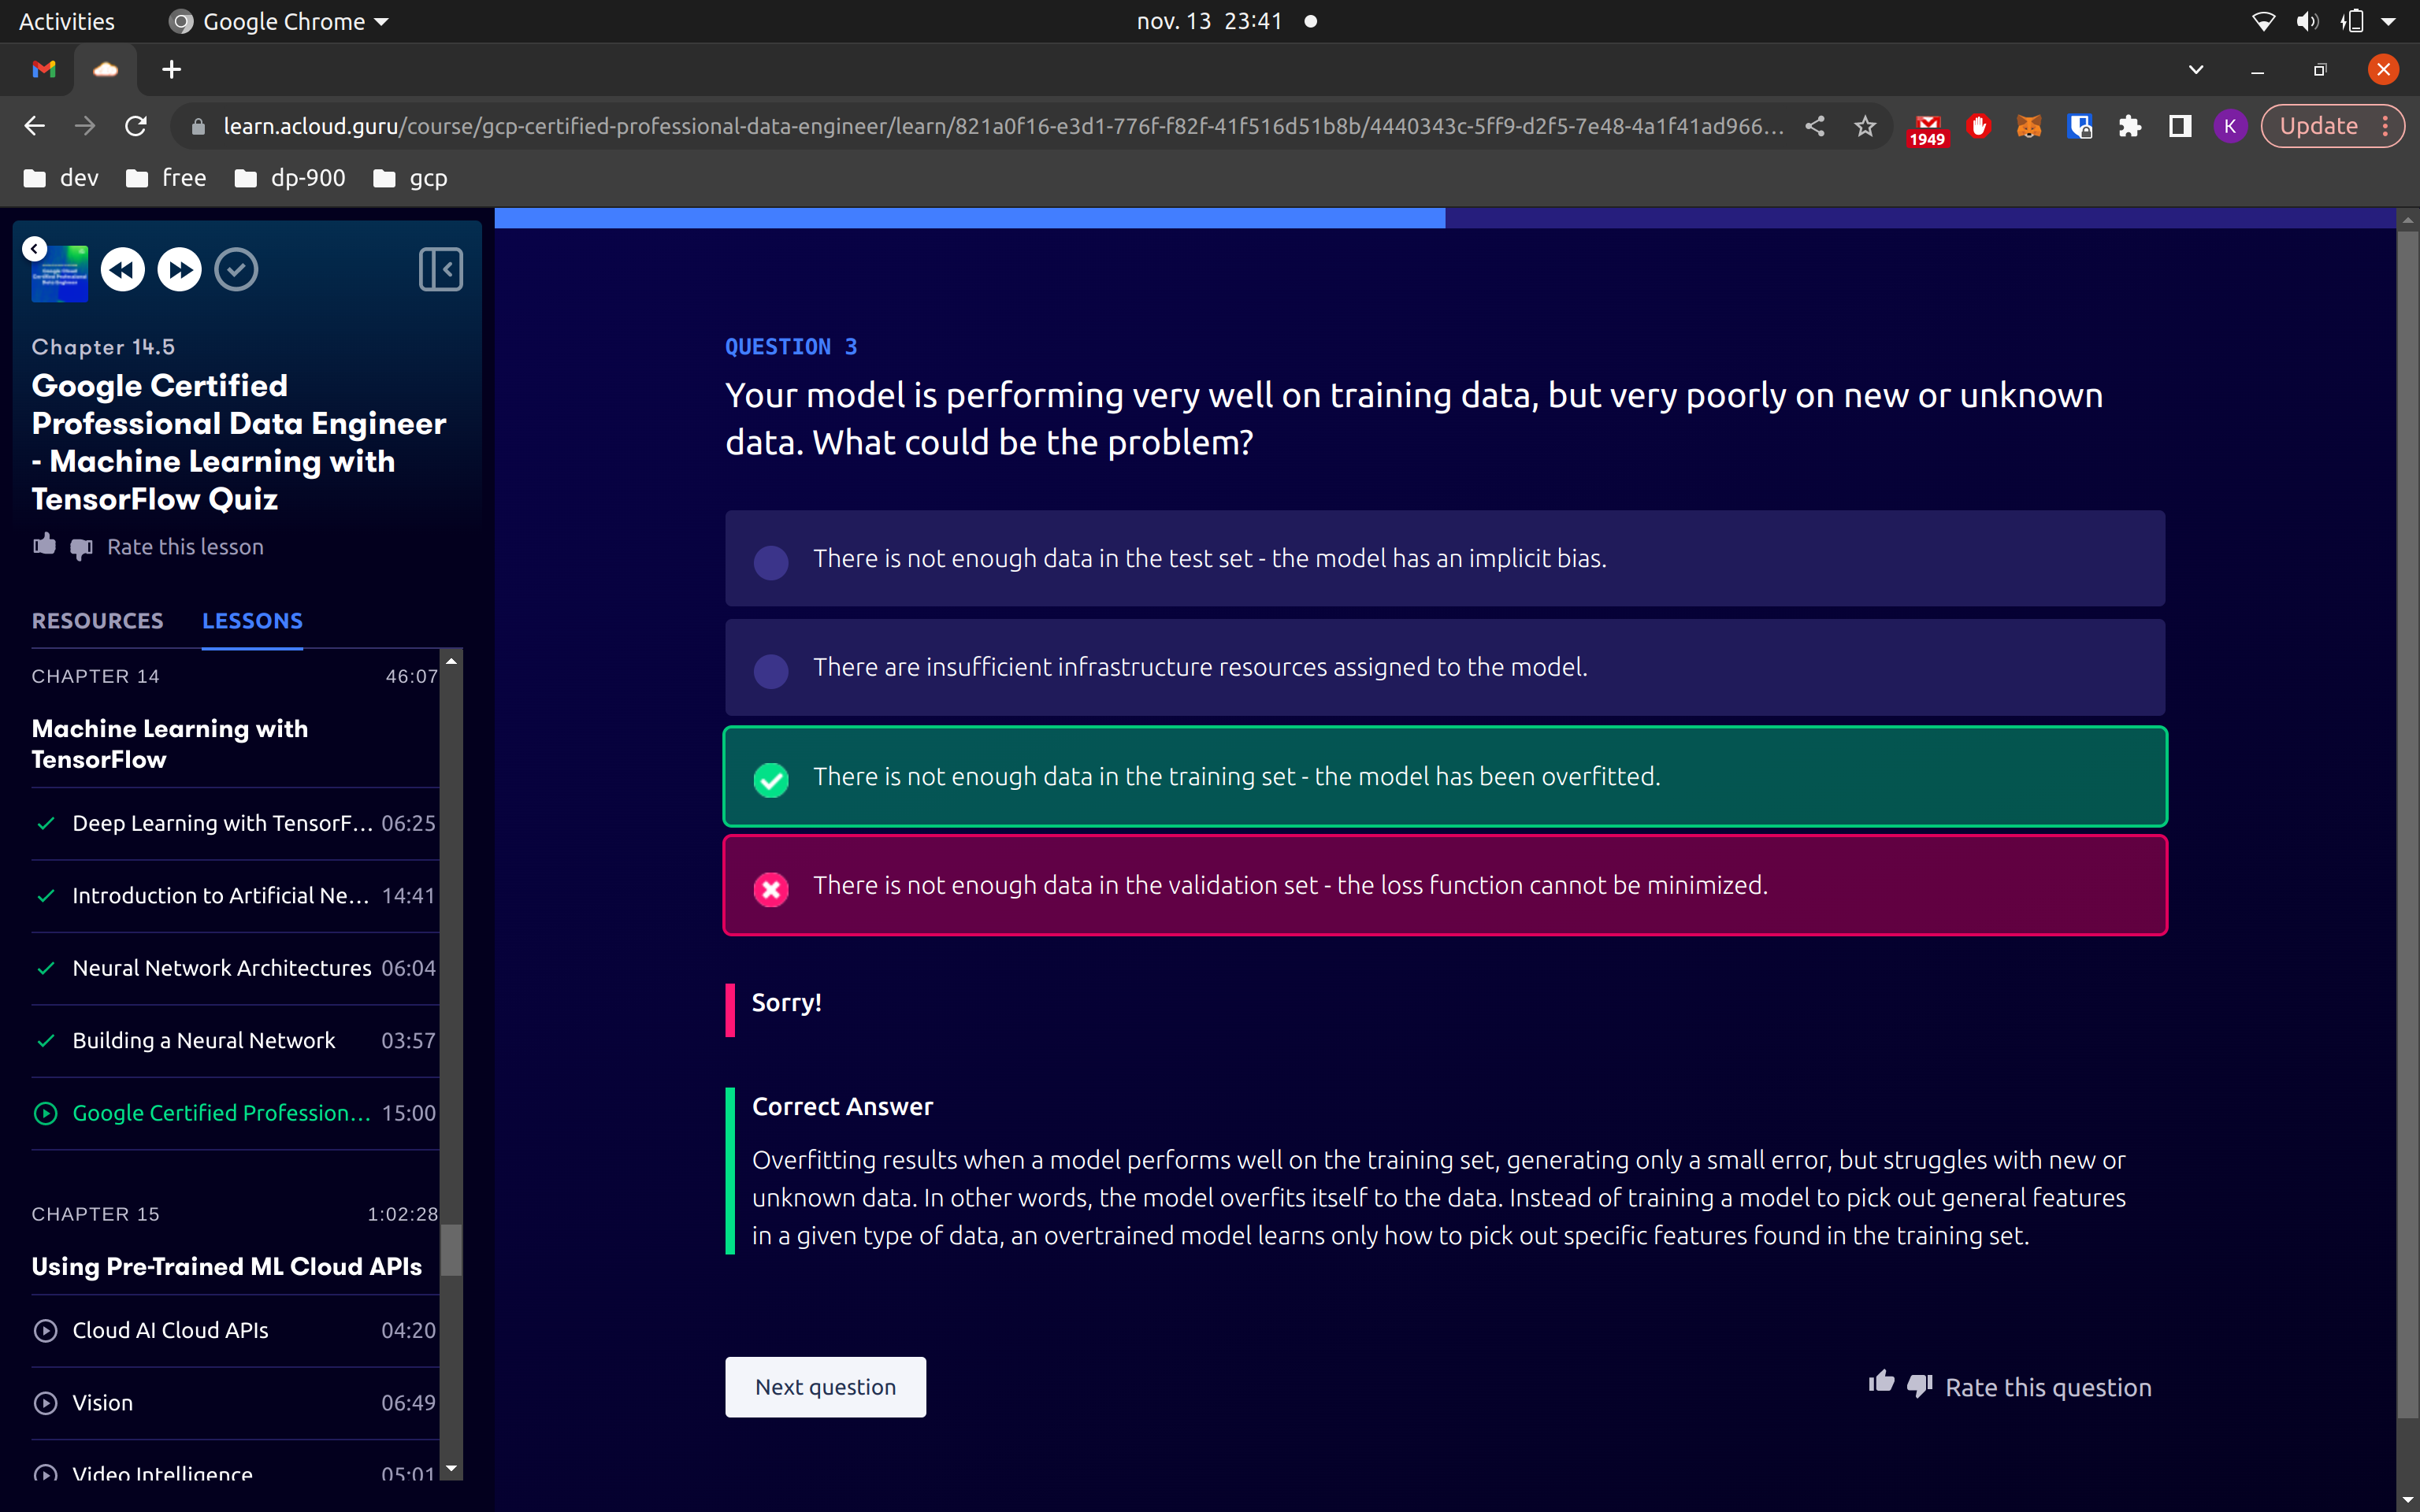 Activities
Google Chrome
nov. 13 23:41
learn.acloud.guru/course/gcp-certified-professional-data-engineer/learn/821a0f16-e3d1-776f-f82f-41f516d51b8b/4440343c-5ff9-d2f5-7e48-4a1f41ad966...
1949
K
Update
dev
free
dp-900
gcp
Chapter 14.5
Google Certified
Professional Data Engineer
- Machine Learning with
TensorFlow Quiz
Rate this lesson
RESOURCES
LESSONS
CHAPTER 14 46:07
Machine Learning with
TensorFlow
Deep Learning with TensorF... 06:25
Introduction to Artificial Ne... 14:41
Neural Network Architectures 06:04
Building a Neural Network 03:57
Google Certified Profession... 15:00
CHAPTER 15 1:02:28
Using Pre-Trained ML Cloud APIs
Cloud AI Cloud APIs 04:20
Vision 06:49
Video Intelligence 05:01
QUESTION 3
Your model is performing very well on training data, but very poorly on new or unknown
data. What could be the problem?
There is not enough data in the test set - the model has an implicit bias.
There are insufficient infrastructure resources assigned to the model.
There is not enough data in the training set - the model has been overfitted.
There is not enough data in the validation set - the loss function cannot be minimized.
Sorry!
Correct Answer
Overfitting results when a model performs well on the training set, generating only a small error, but struggles with new or
unknown data. In other words, the model overfits itself to the data. Instead of training a model to pick out general features
in a given type of data, an overtrained model learns only how to pick out specific features found in the training set.
Next question
Rate this question